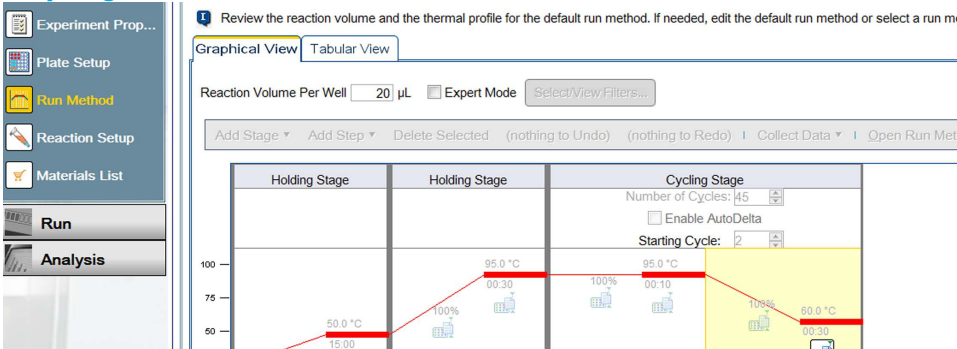 Experiment Prop...
Plate Setup
Run Method
Reaction Setup
Materials List
Run
Analysis
Review the reaction volume and the thermal profile for the default run method. If needed, edit the default run method or select a run m
Graphical View Tabular View
Reaction Volume Per Well 20 µL Expert Mode Select/View Filters...
Add Stage Add Step Delete Selected (nothing to Undo) (nothing to Redo) Collect Data Open Run Met
Holding Stage Holding Stage Cycling Stage
Number of Cycles: 45
Enable AutoDelta
Starting Cycle: 2
100 95.0 °C 95.0 °C
00:30 100% 00:10
75 100% 100% 60.0 °C
50 50.0 °C 00:30
15:00